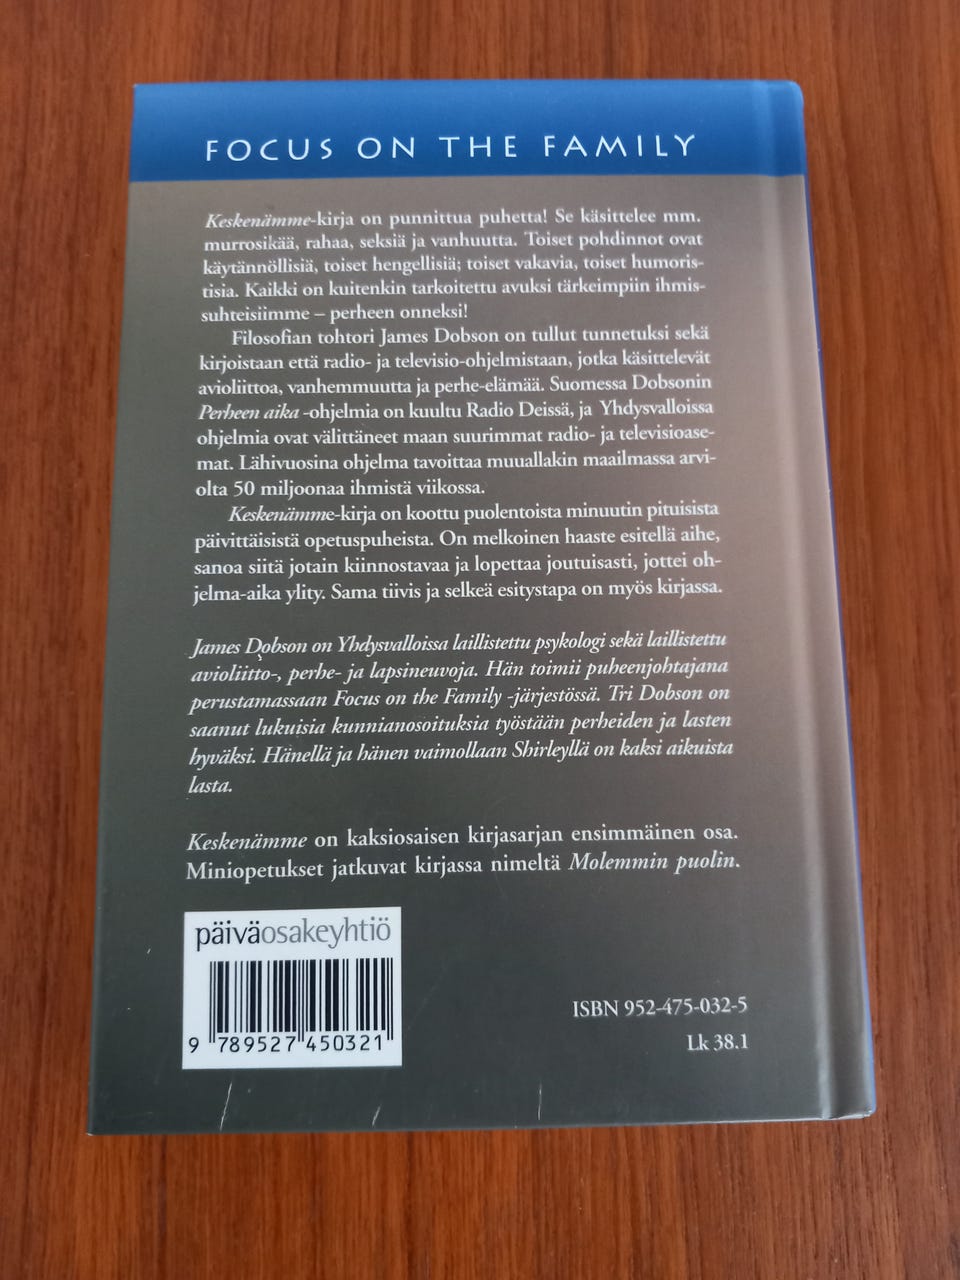 FOCUS ON THE FAMILY
Keskenämme-kirja on punnittua puhetta! Se käsittelee mm.
murrosikää, rahaa, seksiä ja vanhuutta. Toiset pohdinnot ovat
käytännöllisiä, toiset hengellisiä; toiset vakavia, toiset humoris-
tisia. Kaikki on kuitenkin tarkoitettu avuksi tärkeimpiin ihmis-
suhteisiimme – perheen onneksi!
Filosofian tohtori James Dobson on tullut tunnetuksi sekä
kirjoistaan että radio- ja televisio-ohjelmistaan, jotka käsittelevät
avioliittoa, vanhemmuutta ja perhe-elämää. Suomessa Dobsonin
Perheen aika -ohjelmia on kuultu Radio Deissä, ja Yhdysvalloissa
ohjelmia ovat välittäneet maan suurimmat radio- ja televisioase-
mat. Lähivuosina ohjelma tavoittaa muuallakin maailmassa arvi-
olta 50 miljoonaa ihmistä viikossa.
Keskenämme-kirja on koottu puolentoista minuutin pituisista
päivittäisistä opetuspuheista. On melkoinen haaste esitellä aihe,
sanoa siitä jotain kiinnostavaa ja lopettaa joutuisasti, jottei oh-
jelma-aika ylity. Sama tiivis ja selkeä esitystapa on myös kirjassa.
James Dobson on Yhdysvalloissa laillistettu psykologi sekä laillistettu
avioliitto-, perhe- ja lapsineuvoja. Hän toimii puheenjohtajana
perustamassaan Focus on the Family -järjestössä. Tri Dobson on
saanut lukuisia kunnianosoituksia työstään perheiden ja lasten
hyväksi. Hänellä ja hänen vaimollaan Shirleyllä on kaksi aikuista
lasta.
Keskenämme on kaksiosaisen kirjasarjan ensimmäinen osa.
Miniopetukset jatkuvat kirjassa nimeltä Molemmin puolin.
päiväosakeyhtiö
9 789527 450321
ISBN 952-475-032-5
Lk 38.1